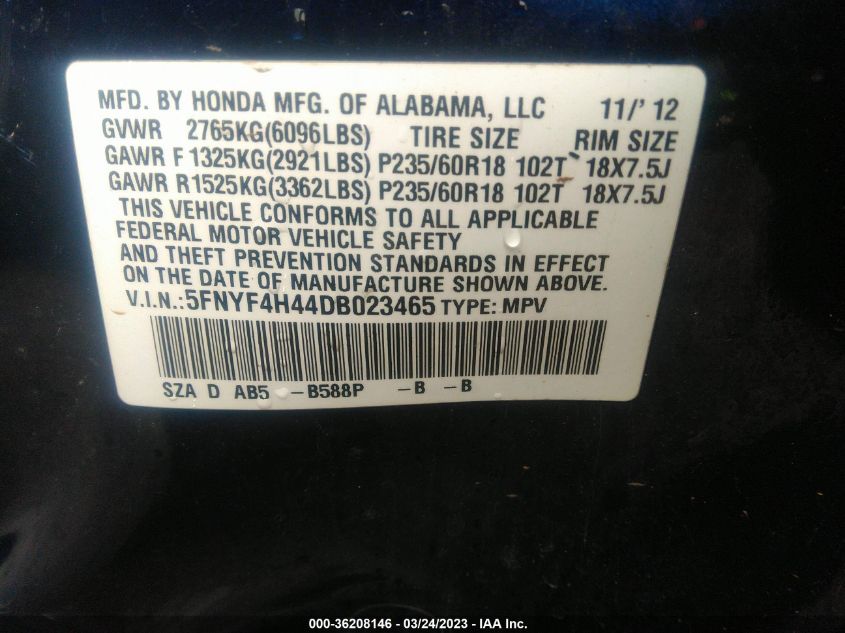 MFD. BY HONDA MFG. OF ALABAMA, LLC 11/' 12
GVWR 2765KG(6096LBS) TIRE SIZE RIM SIZE
GAWR F 1325KG(2921LBS) P235/60R18 102T 18X7.5J
GAWR R1525KG(3362LBS) P235/60R18 102T 18X7.5J
THIS VEHICLE CONFORMS TO ALL APPLICABLE
FEDERAL MOTOR VEHICLE SAFETY
AND THEFT PREVENTION STANDARDS IN EFFECT
ON THE DATE OF MANUFACTURE SHOWN ABOVE.
V.I.N.:5FNYF4H44DB023465 TYPE: MPV
SZA D AB5 -B588P -B -B
000-36208146 - 03/24/2023 - IAA Inc.